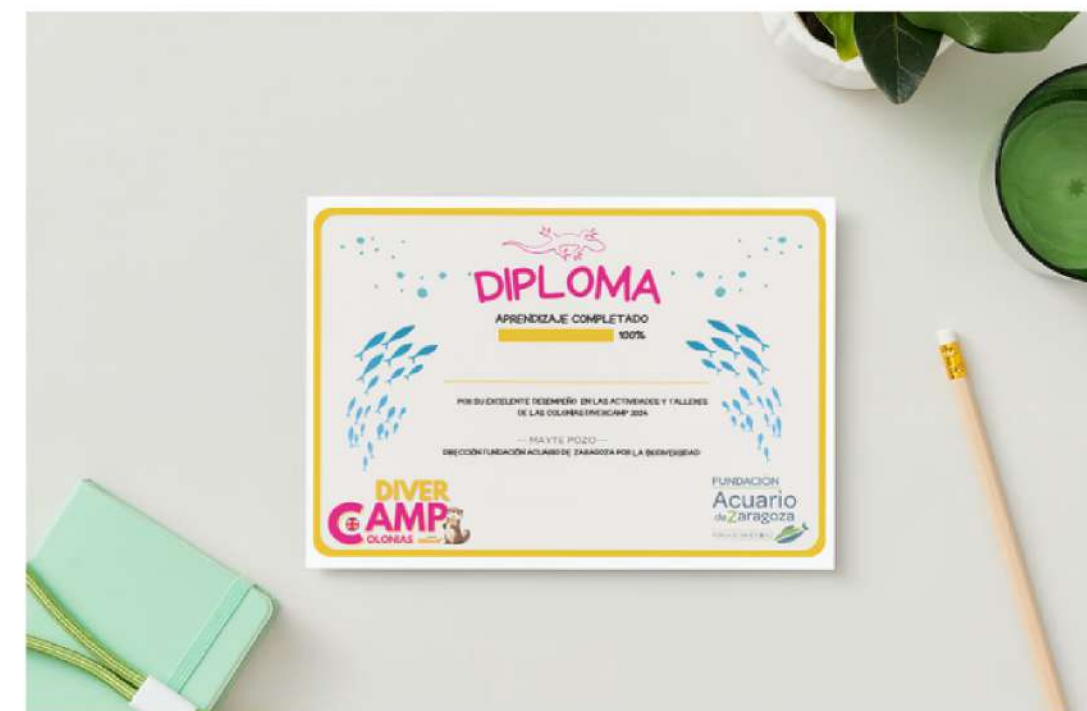 DIPLOMA
APRENDIZAJE COMPLETADO
100%
POR SU EXCELENTE DESEMPEÑO EN LAS ACTIVIDADES Y TALLERES
DE LAS COLONIAS DIVERCAMP 2024
— MAYTE POZO —
DIRECCIÓN FUNDACIÓN ACUARIO DE ZARAGOZA POR LA BIODIVERSIDAD
DIVER
CAMP
COLONIAS
FUNDACION
Acuario
de Zaragoza